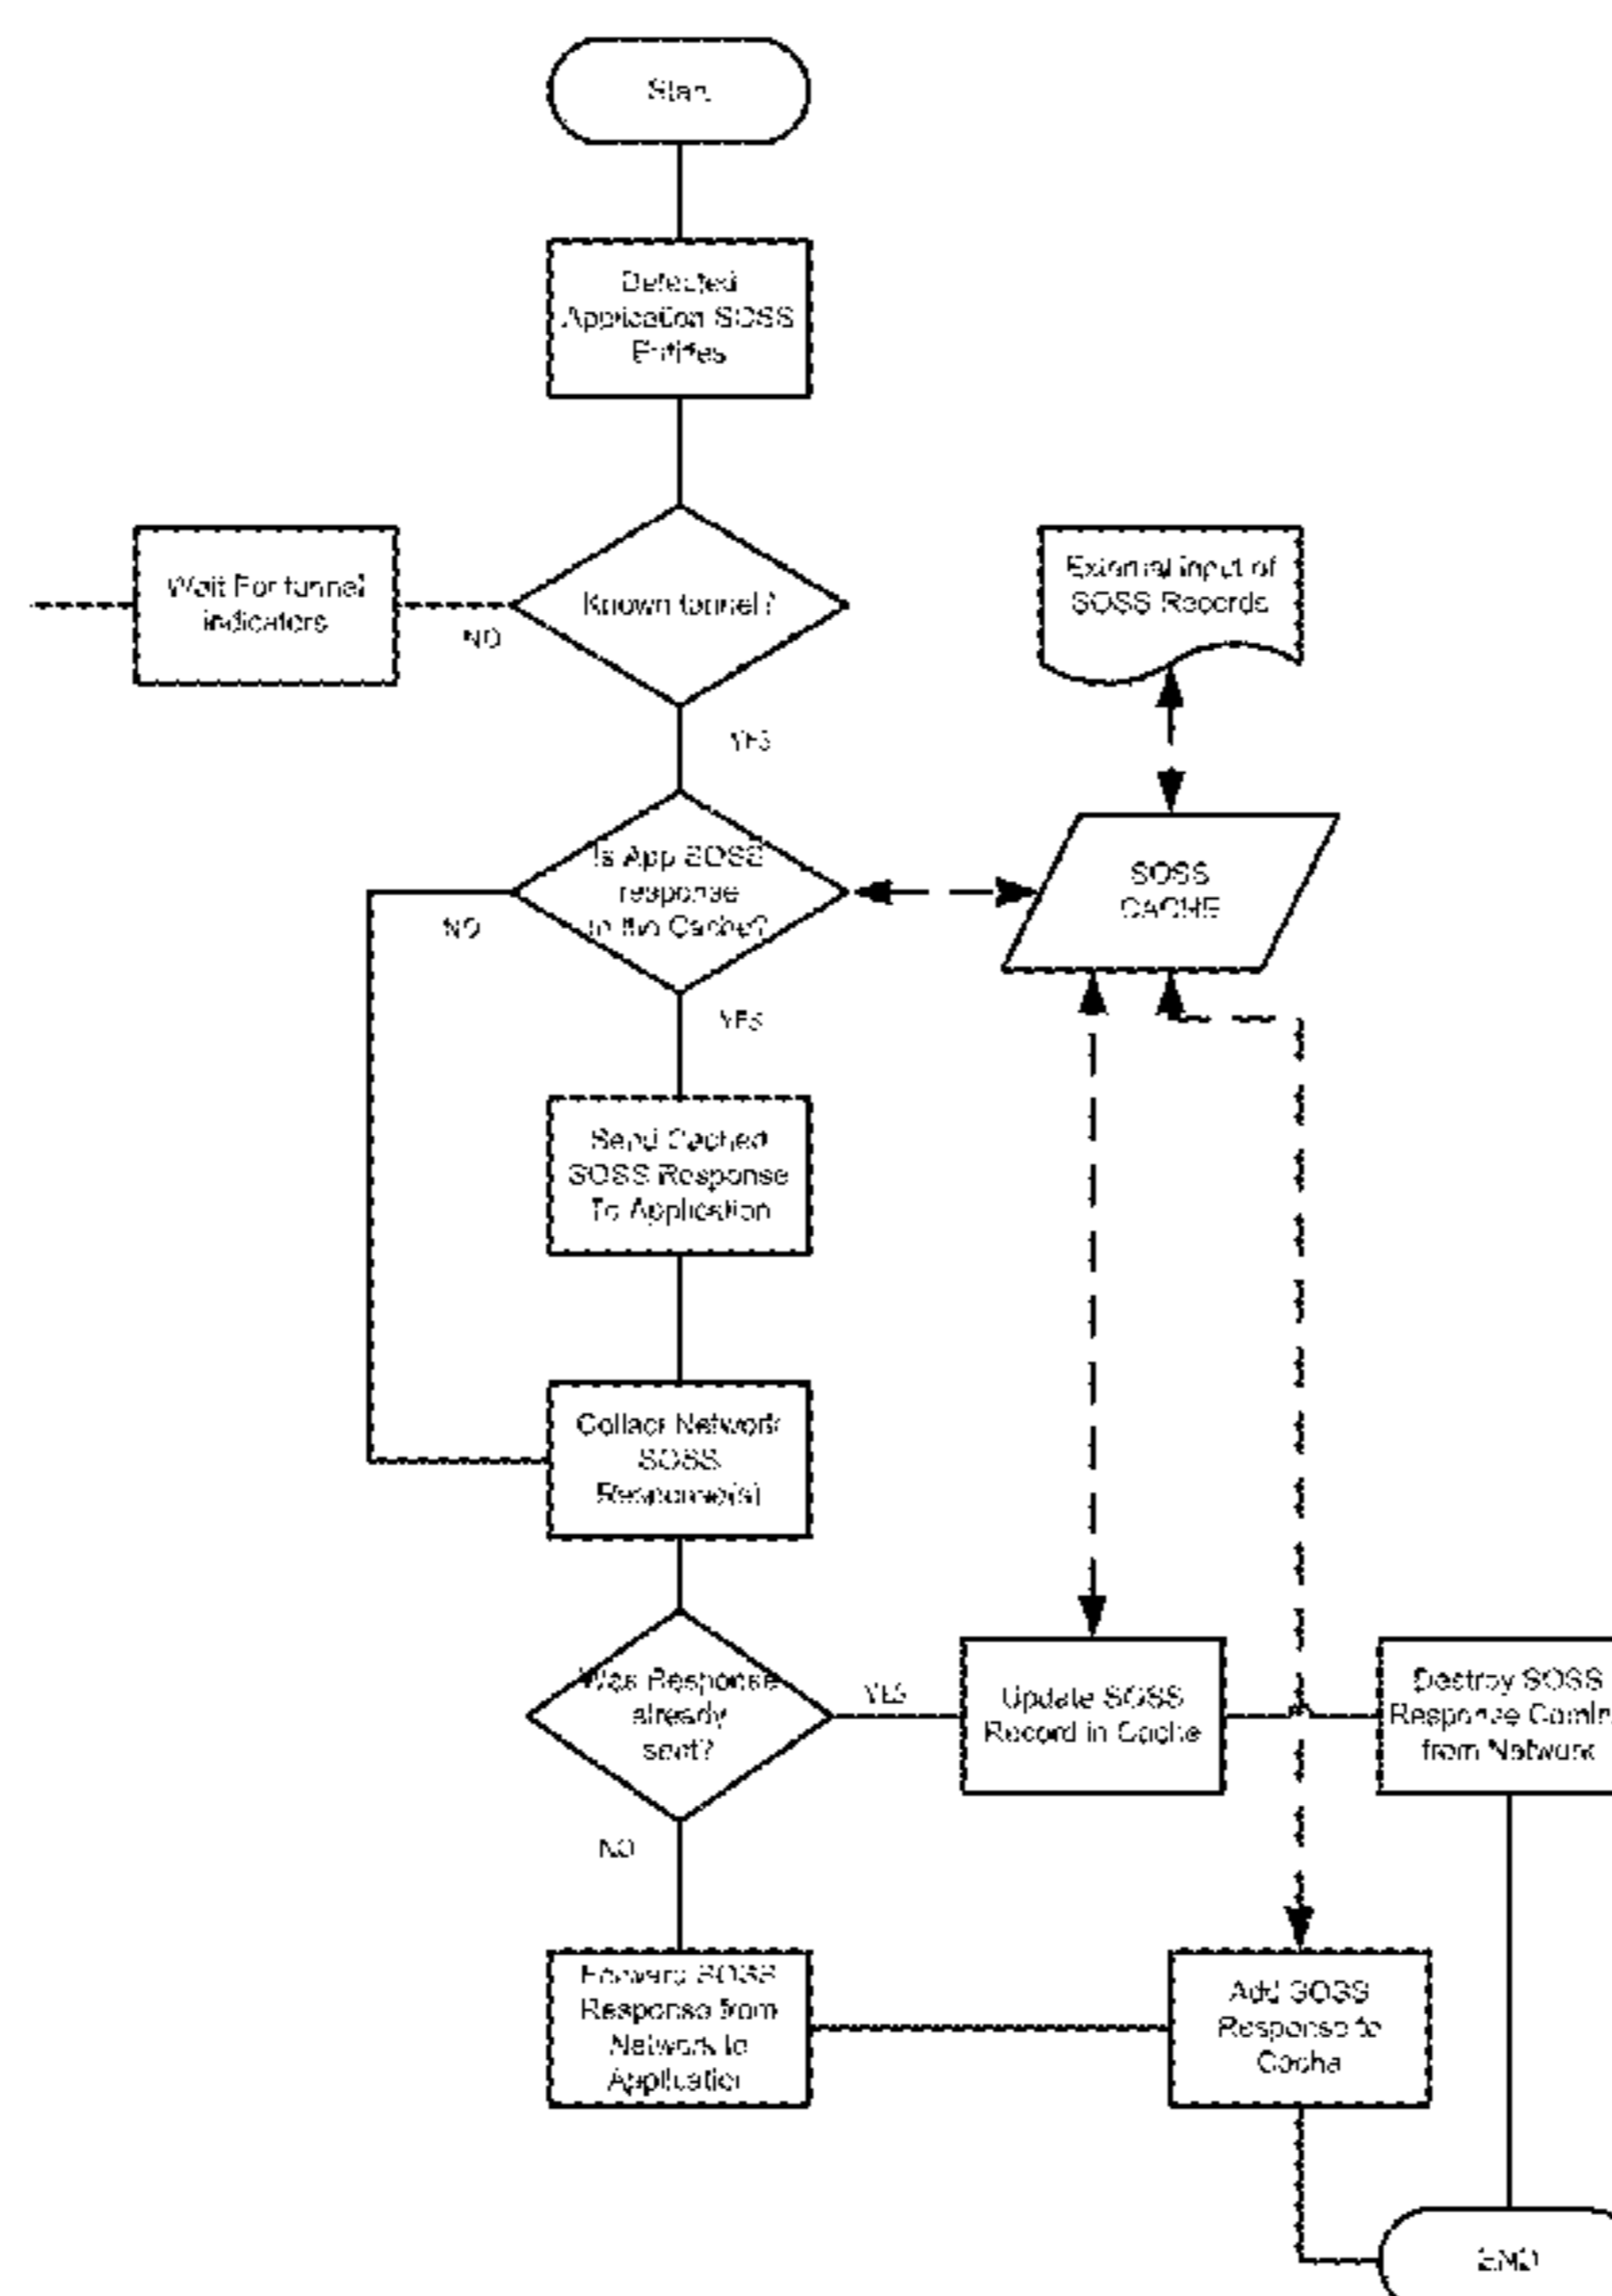 Start
Detected
Application SOSS
Entities
Wait For tunnel
indicators
NO
Known tunnel?
External input of
SOSS Records
YES
Is App SOSS
response
in the Cache?
NO
SOSS
CACHE
YES
Send Cached
SOSS Response
To Application
Collect Network
SOSS
Response(s)
Was Response
already
sent?
YES
Update SOSS
Record in Cache
Destroy SOSS
Response Comin
from Network
NO
Forward SOSS
Response from
Network to
Application
Add SOSS
Response to
Cache
END